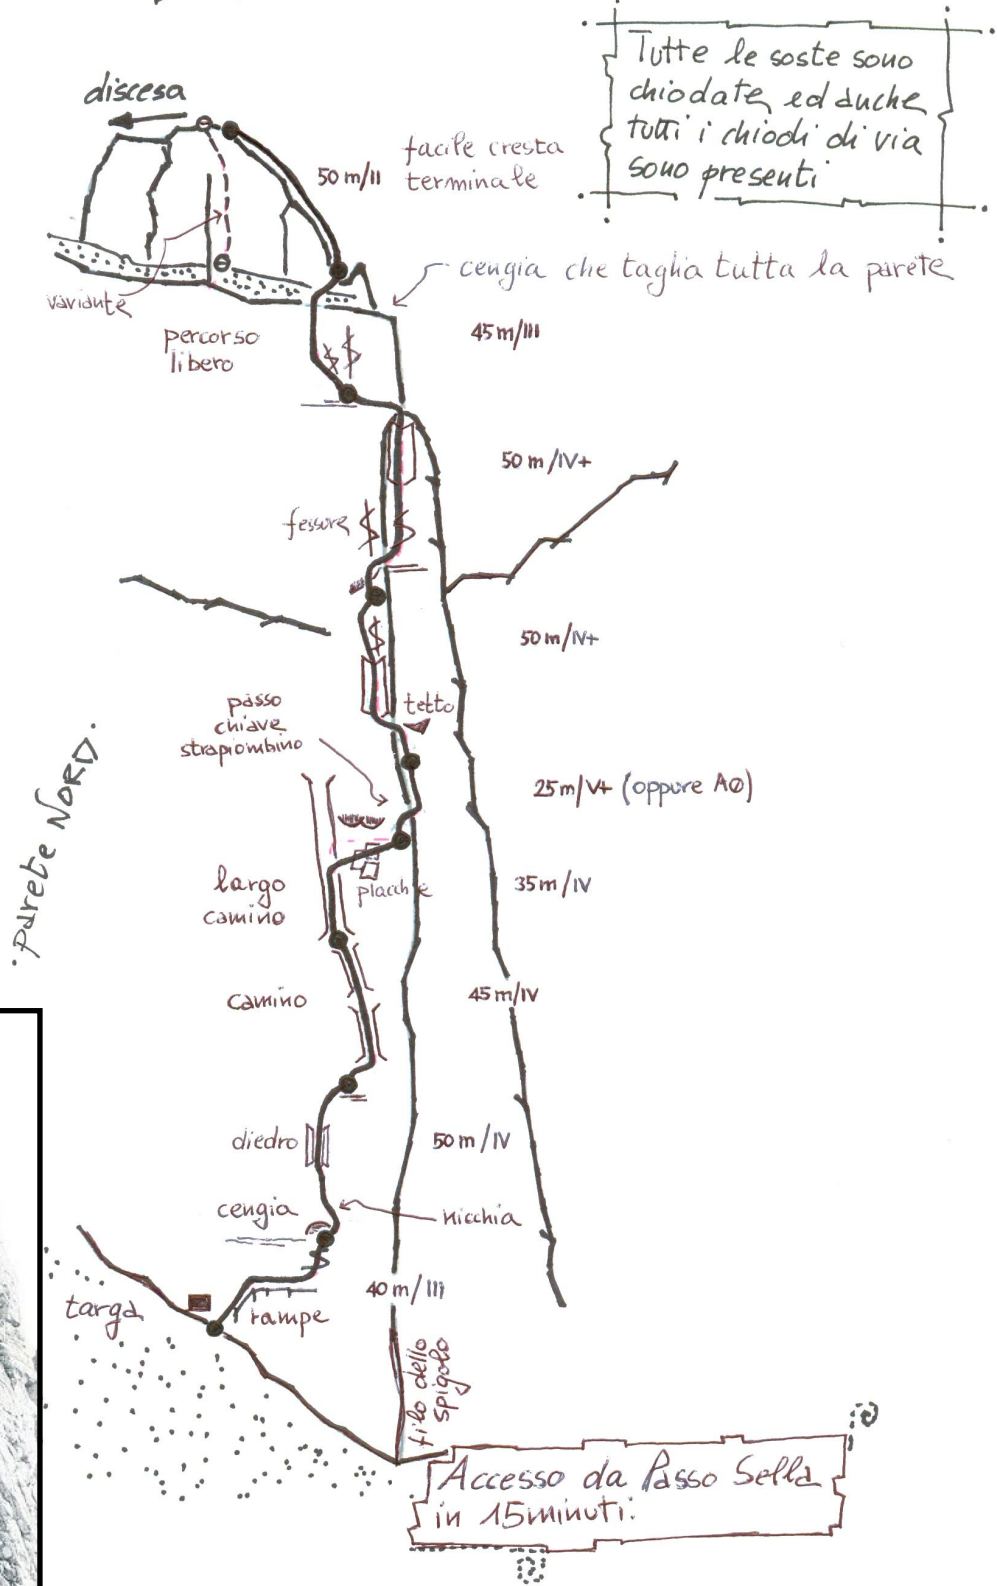 Tutte le soste sono
chiodate, ed anche
tutti i chiodi di via
sono presenti
discesa
50 m/II
facile cresta
terminale
cengia che taglia tutta la parete
variante
percorso
libero
45 m/III
50 m/IV+
fessure
50 m/IV+
passo
chiave
strapiombino
tetto
25 m/V+ (oppure AØ)
parete NORD.
largo
camino
placche
35 m/IV
camino
45 m/IV
diedro
50 m/IV
cengia
nicchia
40 m/III
targa
rampe
filo dello
spigolo
Accesso da Passo Sella
in 15 minuti.